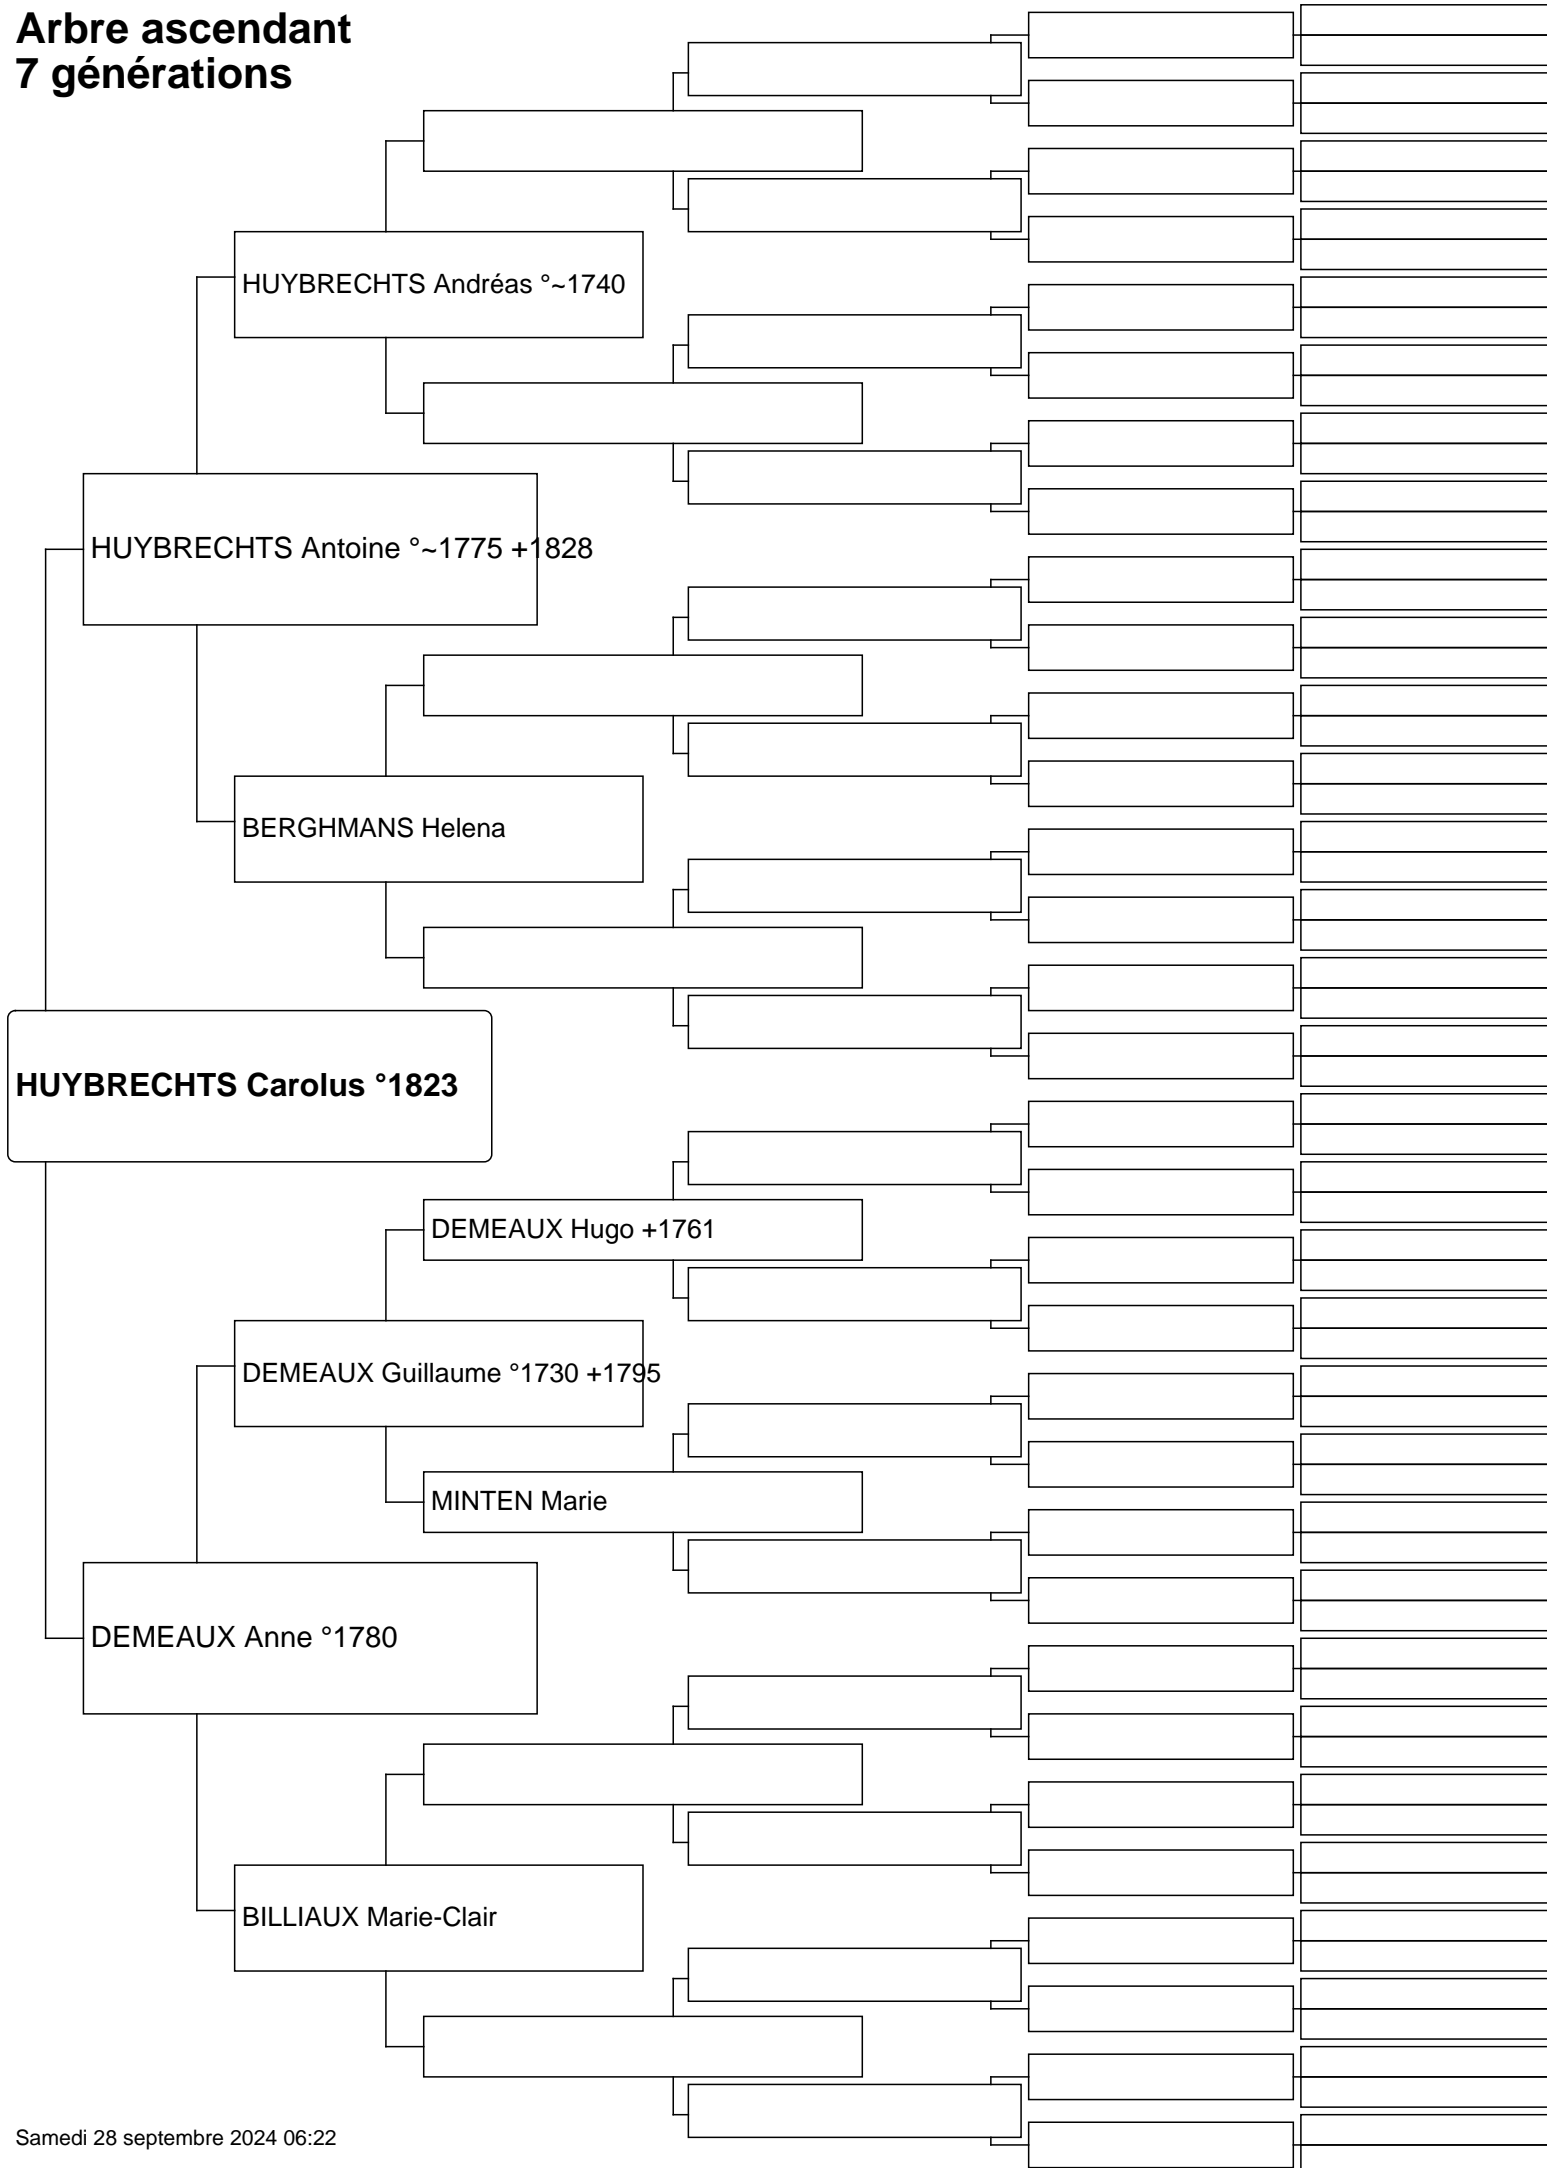 Arbre ascendant
7 générations
HUYBRECHTS Andréas °~1740
HUYBRECHTS Antoine °~1775 +1828
BERGHMANS Helena
HUYBRECHTS Carolus °1823
DEMEAUX Hugo +1761
DEMEAUX Guillaume °1730 +1795
MINTEN Marie
DEMEAUX Anne °1780
BILLIAUX Marie-Clair
Samedi 28 septembre 2024 06:22